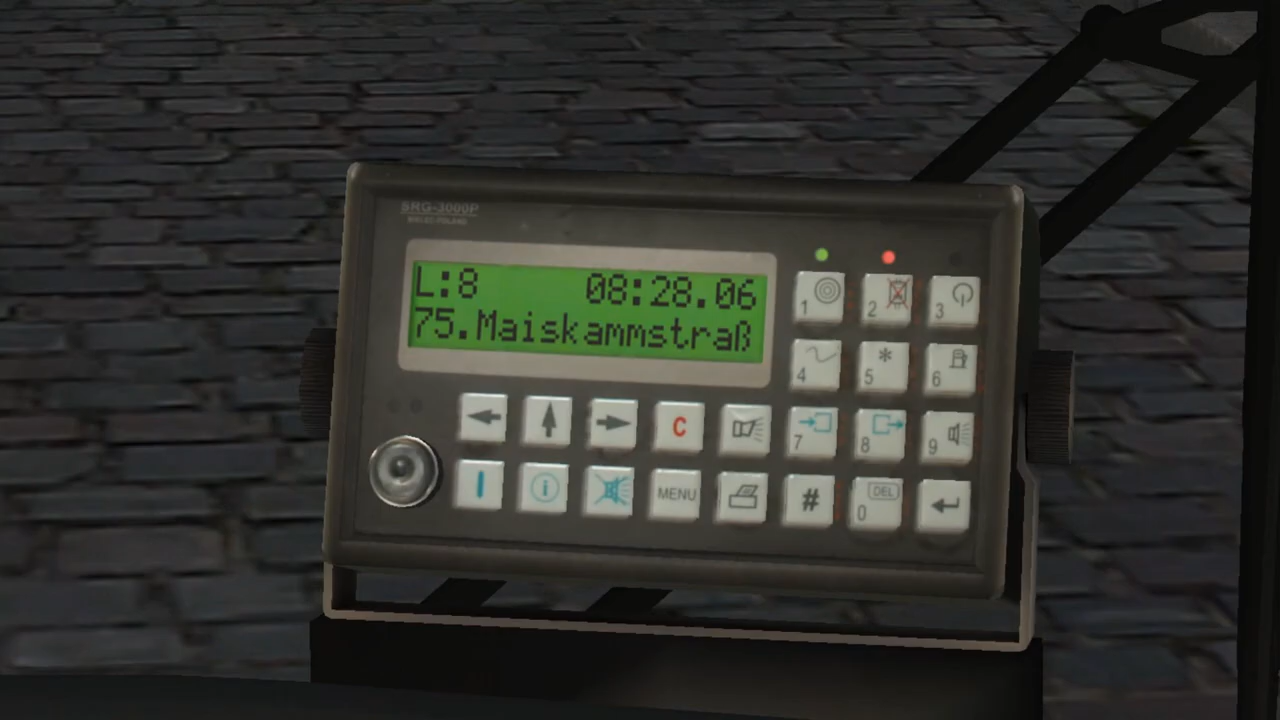 SRG-3000P
L:8 08:28.06
75.Maiskammstraß
1 2 3
4 5 6
C 7 8 9
MENU # 0 DEL